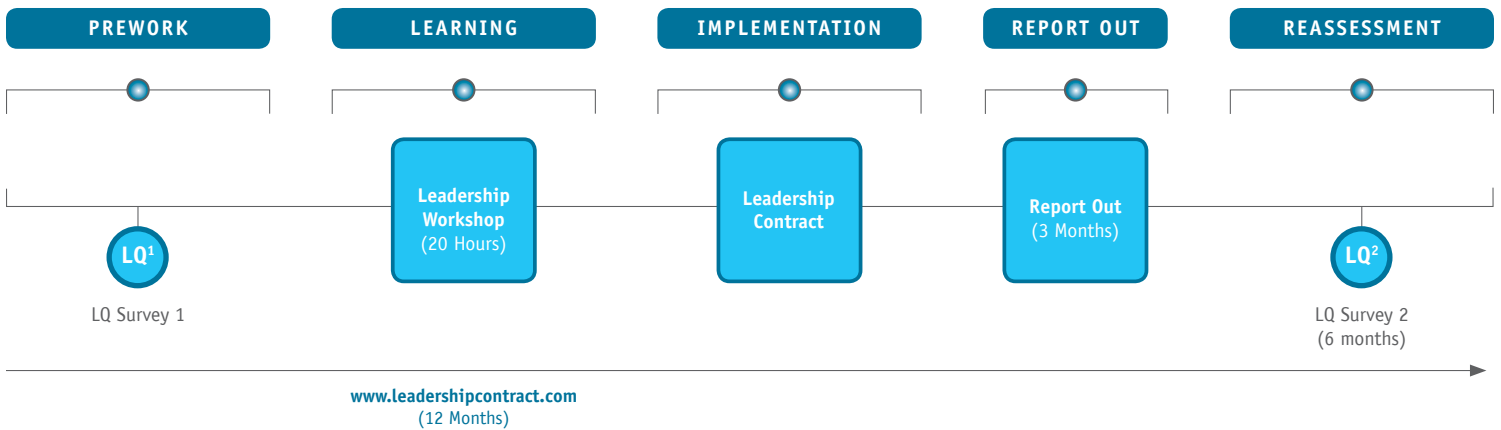 PREWORK
LEARNING
IMPLEMENTATION
REPORT OUT
REASSESSMENT
Leadership
Workshop
(20 Hours)
Leadership
Contract
Report Out
(3 Months)
LQ¹
LQ Survey 1
LQ²
LQ Survey 2
(6 months)
www.leadershipcontract.com
(12 Months)